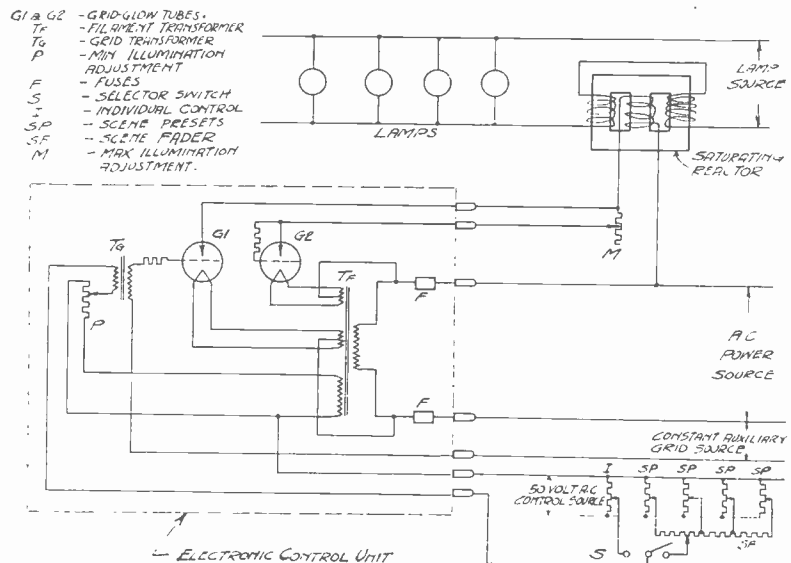 G1 & G2 - GRID-GLOW TUBES.
TF - FILAMENT TRANSFORMER
TG - GRID TRANSFORMER
P - MIN ILLUMINATION
ADJUSTMENT
F - FUSES
S - SELECTOR SWITCH
I - INDIVIDUAL CONTROL
SP - SCENE PRESETS
SF - SCENE FADER
M - MAX ILLUMINATION
ADJUSTMENT.
LAMPS
LAMP
SOURCE
SATURATING
REACTOR
M
TG
G1
G2
TF
P
F
F
A C
POWER
SOURCE
CONSTANT AUXILIARY
GRID SOURCE
50 VOLT A.C
CONTROL SOURCE
I SP SP SP SP
SF
S
ELECTRONIC CONTROL UNIT